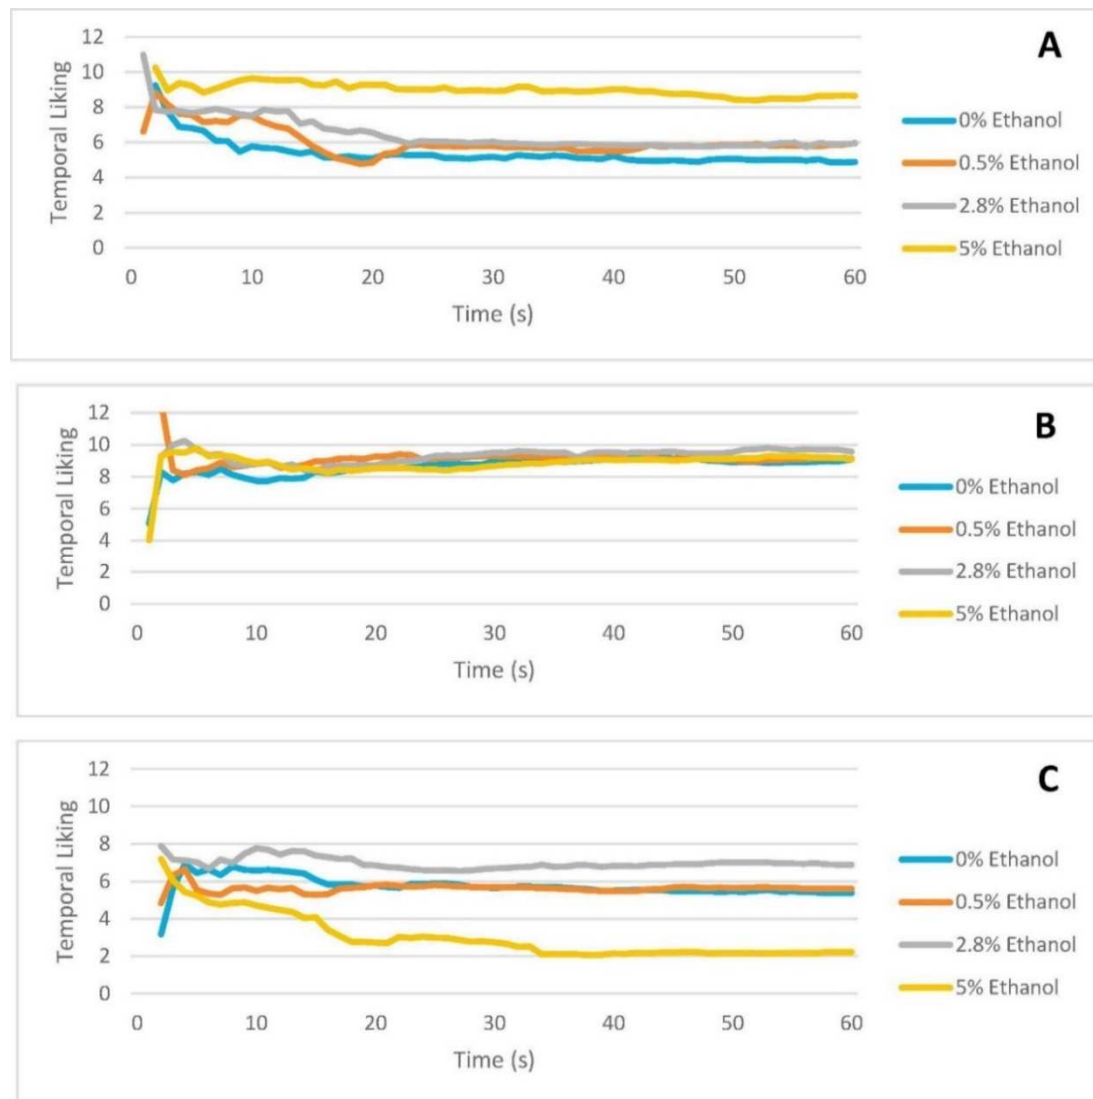 A
12
10
8
6
4
2
0
Temporal Liking
0 10 20 30 40 50 60
Time (s)
0% Ethanol
0.5% Ethanol
2.8% Ethanol
5% Ethanol
B
12
10
8
6
4
2
0
Temporal Liking
0 10 20 30 40 50 60
Time (s)
0% Ethanol
0.5% Ethanol
2.8% Ethanol
5% Ethanol
C
12
10
8
6
4
2
0
Temporal Liking
0 10 20 30 40 50 60
Time (s)
0% Ethanol
0.5% Ethanol
2.8% Ethanol
5% Ethanol